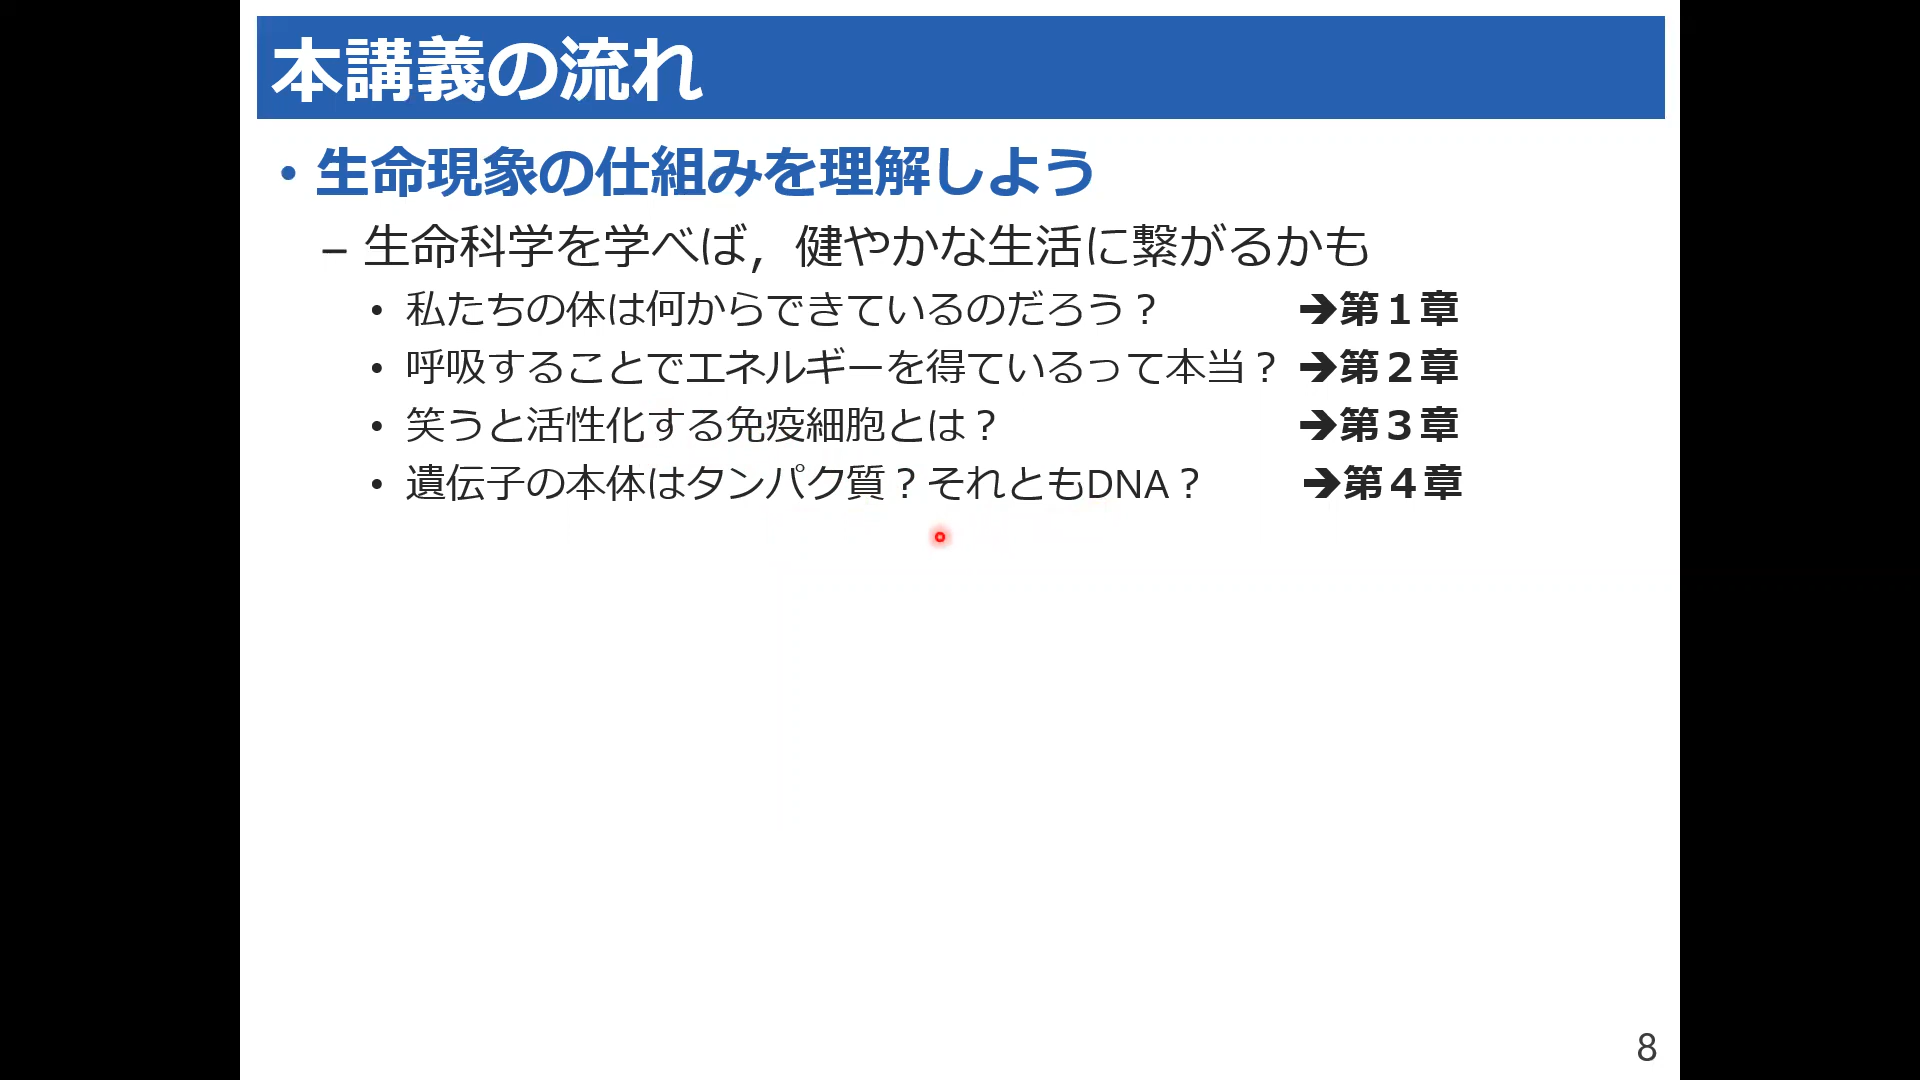 本講義の流れ
• 生命現象の仕組みを理解しよう
– 生命科学を学べば，健やかな生活に繋がるかも
• 私たちの体は何からできているのだろう？ ➔第１章
• 呼吸することでエネルギーを得ているって本当？ ➔第２章
• 笑うと活性化する免疫細胞とは？ ➔第３章
• 遺伝子の本体はタンパク質？それともDNA？ ➔第４章
8